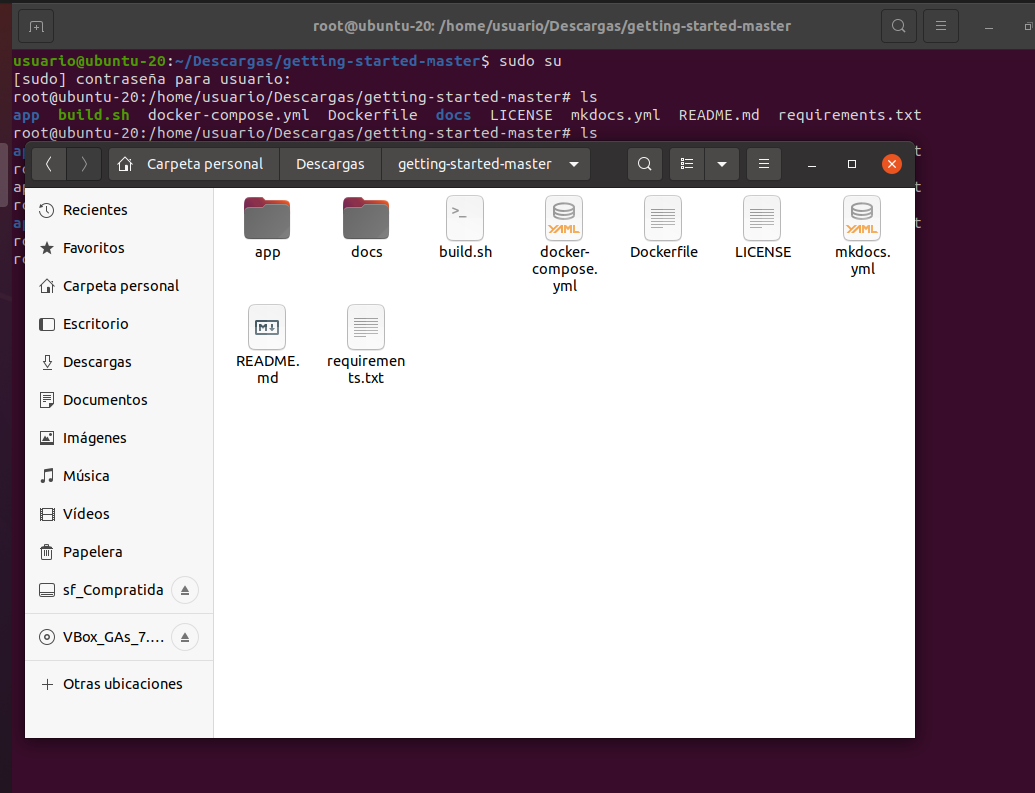 root@ubuntu-20: /home/usuario/Descargas/getting-started-master
usuario@ubuntu-20:~/Descargas/getting-started-master$ sudo su
[sudo] contraseña para usuario:
root@ubuntu-20:/home/usuario/Descargas/getting-started-master# ls
app build.sh docker-compose.yml Dockerfile docs LICENSE mkdocs.yml README.md requirements.txt
root@ubuntu-20:/home/usuario/Descargas/getting-started-master# ls
Carpeta personal Descargas getting-started-master
Recientes
Favoritos
Carpeta personal
Escritorio
Descargas
Documentos
Imágenes
Música
Vídeos
Papelera
sf_Compratida
VBox_GAs_7....
Otras ubicaciones
app
docs
>_
build.sh
YAML
docker-
compose.
yml
Dockerfile
LICENSE
YAML
mkdocs.
yml
M
README.
md
requiremen
ts.txt